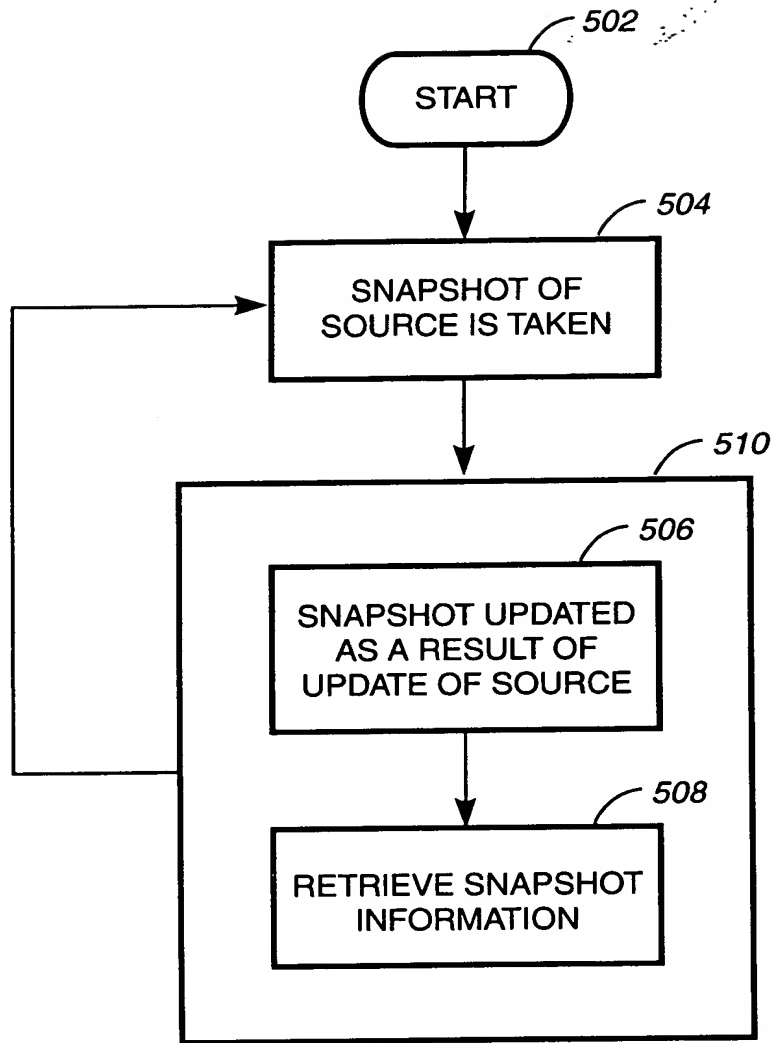 502
START
504
SNAPSHOT OF
SOURCE IS TAKEN
510
506
SNAPSHOT UPDATED
AS A RESULT OF
UPDATE OF SOURCE
508
RETRIEVE SNAPSHOT
INFORMATION